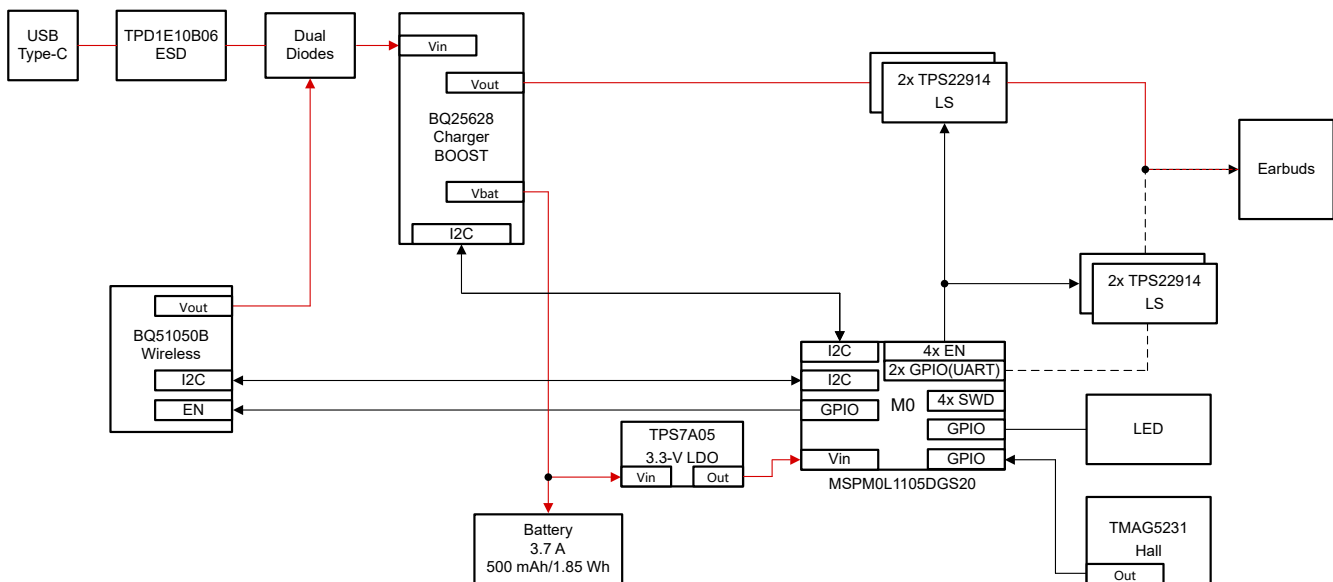 USB
Type-C
TPD1E10B06
ESD
Dual
Diodes
Vin
Vout
BQ25628
Charger
BOOST
Vbat
I2C
2x TPS22914
LS
Earbuds
2x TPS22914
LS
Vout
BQ51050B
Wireless
I2C
EN
I2C
4x EN
2x GPIO(UART)
I2C
M0
4x SWD
GPIO
GPIO
Vin
GPIO
MSPM0L1105DGS20
LED
TPS7A05
3.3-V LDO
Vin
Out
Battery
3.7 A
500 mAh/1.85 Wh
TMAG5231
Hall
Out